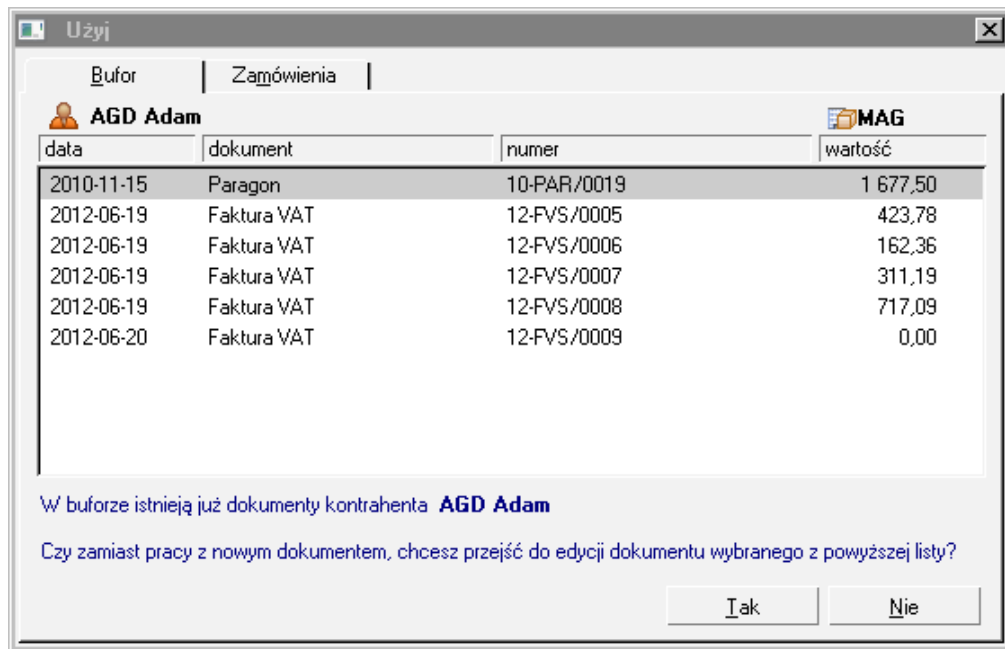 Użyj
Bufor Zamówienia
AGD Adam MAG
data dokument numer wartość
2010-11-15 Paragon 10-PAR/0019 1 677,50
2012-06-19 Faktura VAT 12-FVS/0005 423,78
2012-06-19 Faktura VAT 12-FVS/0006 162,36
2012-06-19 Faktura VAT 12-FVS/0007 311,19
2012-06-19 Faktura VAT 12-FVS/0008 717,09
2012-06-20 Faktura VAT 12-FVS/0009 0,00
W buforze istnieją już dokumenty kontrahenta AGD Adam
Czy zamiast pracy z nowym dokumentem, chcesz przejść do edycji dokumentu wybranego z powyższej listy?
Tak Nie